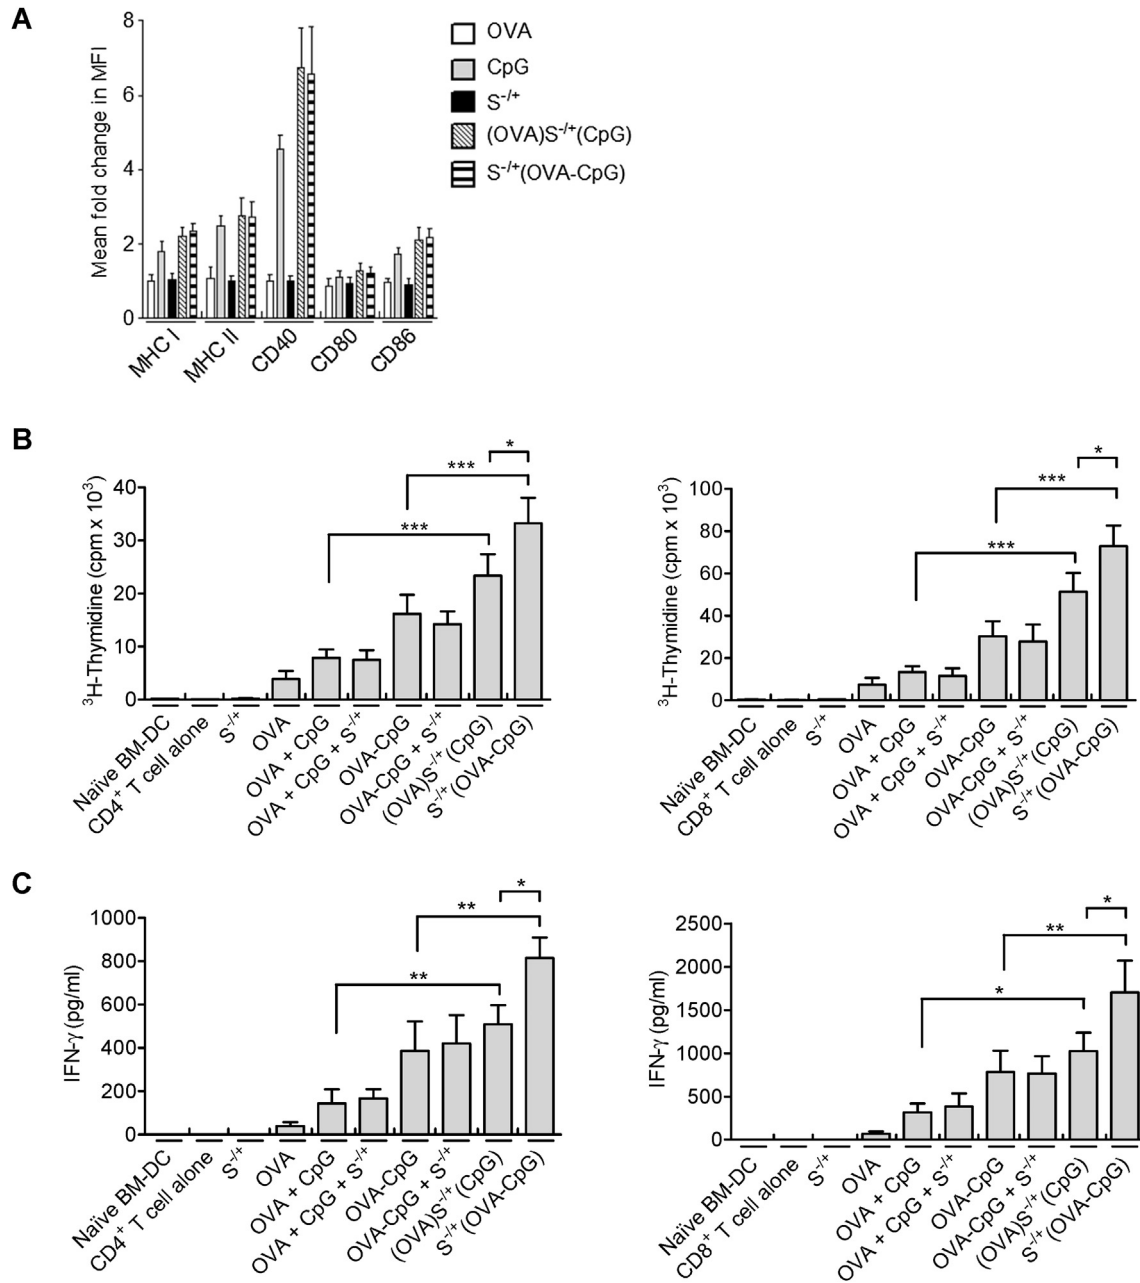 A
Mean fold change in MFI
8
6
4
2
0
MHC I
MHC II
CD40
CD80
CD86
OVA
CpG
S-/+
(OVA)S-/+(CpG)
S-/+(OVA-CpG)
B
3H-Thymidine (cpm x 103)
40
30
20
10
0
***
***
*
Naïve BM-DC
CD4+ T cell alone
S-/+
OVA
OVA + CpG
OVA + CpG + S-/+
OVA-CpG
OVA-CpG + S-/+
(OVA)S-/+(CpG)
S-/+(OVA-CpG)
3H-Thymidine (cpm x 103)
100
80
60
40
20
0
***
***
*
Naïve BM-DC
CD8+ T cell alone
S-/+
OVA
OVA + CpG
OVA + CpG + S-/+
OVA-CpG
OVA-CpG + S-/+
(OVA)S-/+(CpG)
S-/+(OVA-CpG)
C
IFN-γ (pg/ml)
1000
800
600
400
200
0
**
**
*
Naïve BM-DC
CD4+ T cell alone
S-/+
OVA
OVA + CpG
OVA + CpG + S-/+
OVA-CpG
OVA-CpG + S-/+
(OVA)S-/+(CpG)
S-/+(OVA-CpG)
IFN-γ (pg/ml)
2500
2000
1500
1000
500
0
*
**
*
Naïve BM-DC
CD8+ T cell alone
S-/+
OVA
OVA + CpG
OVA + CpG + S-/+
OVA-CpG
OVA-CpG + S-/+
(OVA)S-/+(CpG)
S-/+(OVA-CpG)